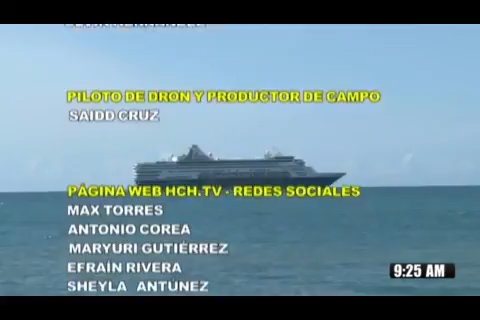 PILOTO DE DRON Y PRODUCTOR DE CAMPO
SAIDD CRUZ
PÁGINA WEB HCH.TV - REDES SOCIALES
MAX TORRES
ANTONIO COREA
MARYURI GUTIÉRREZ
EFRAÍN RIVERA
SHEYLA ANTÚNEZ
9:25 AM